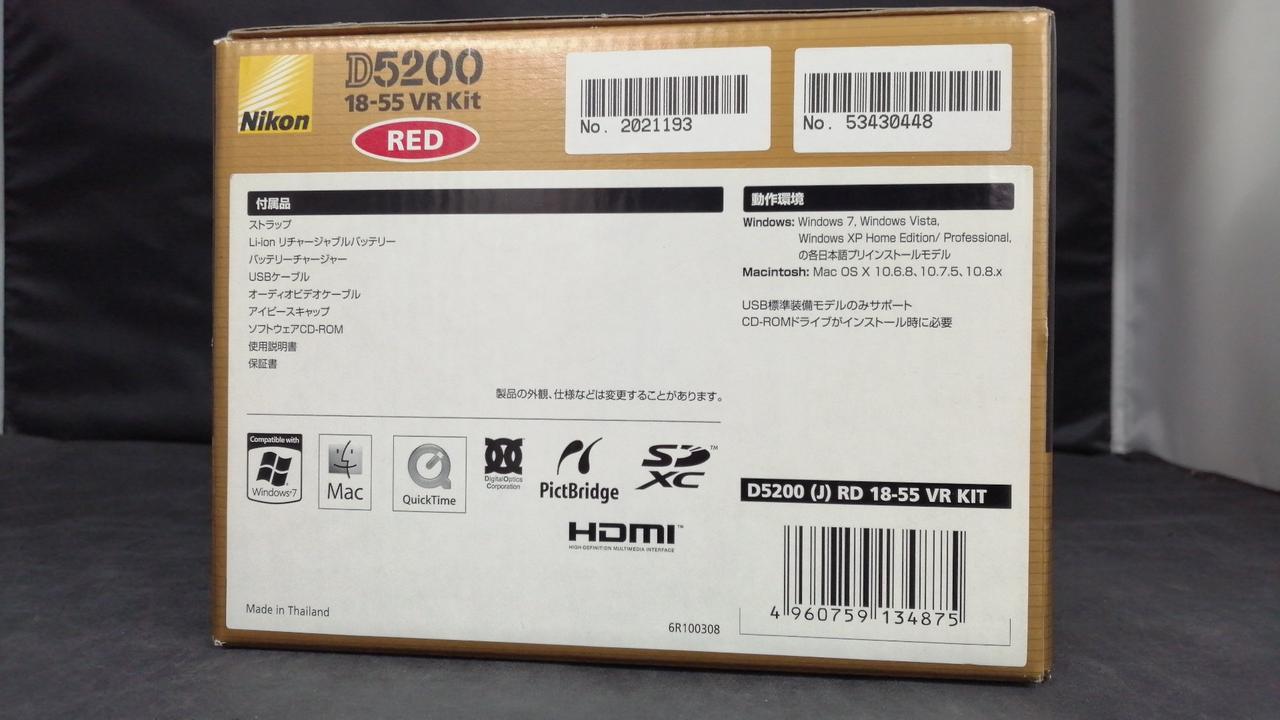 Nikon
D5200
18-55 VR Kit
RED
No. 2021193
No. 53430448
付属品
ストラップ
Li-ion リチャージャブルバッテリー
バッテリーチャージャー
USBケーブル
オーディオビデオケーブル
アイピースキャップ
ソフトウェアCD-ROM
使用説明書
保証書
製品の外観、仕様などは変更することがあります。
動作環境
Windows: Windows 7, Windows Vista,
Windows XP Home Edition/ Professional,
の各日本語プリインストールモデル
Macintosh: Mac OS X 10.6.8、10.7.5、10.8.x
USB標準装備モデルのみサポート
CD-ROMドライブがインストール時に必要
Compatible with
Windows®7
Mac
QuickTime
DigitalOptics
Corporation
PictBridge
SD
XC™
HDMI™
HIGH-DEFINITION MULTIMEDIA INTERFACE
D5200 (J) RD 18-55 VR KIT
4 960759 134875
Made in Thailand
6R100308